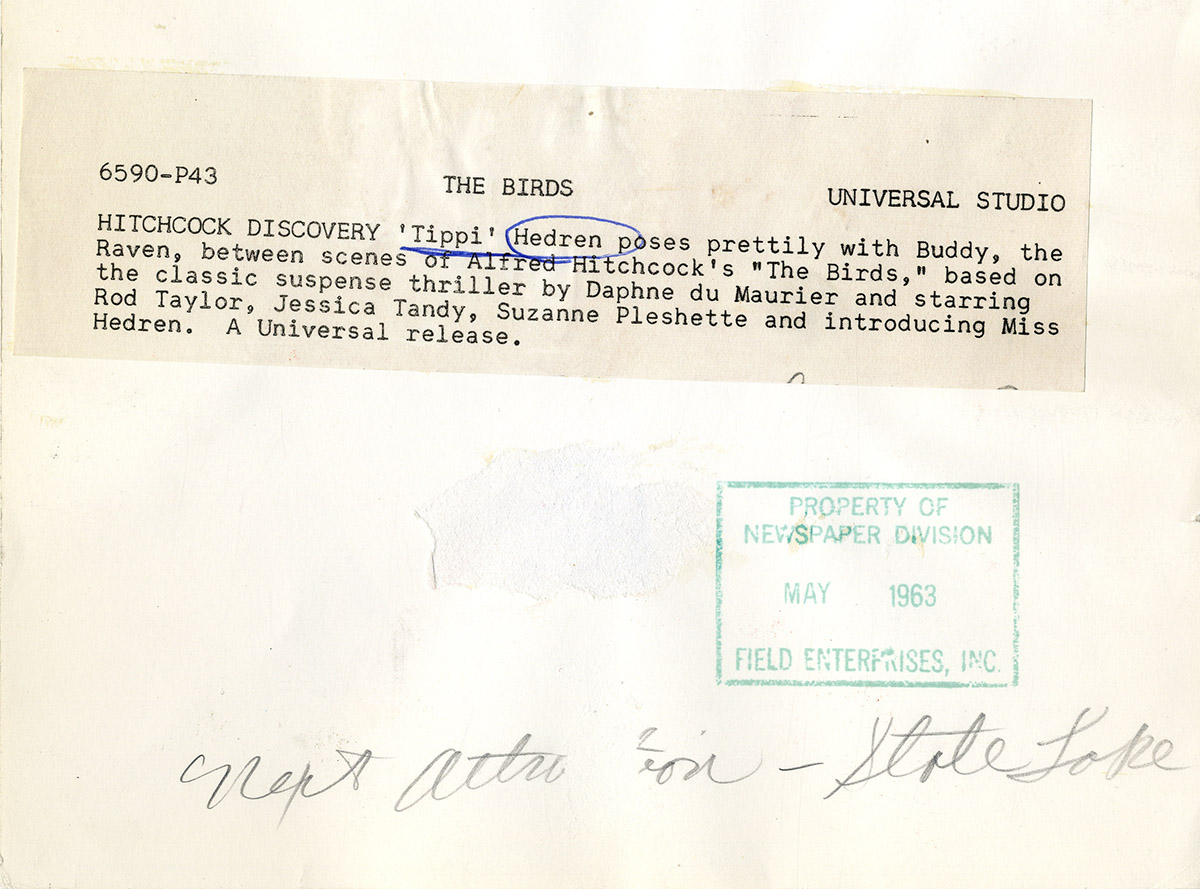 6590-P43
THE BIRDS
UNIVERSAL STUDIO
HITCHCOCK DISCOVERY 'Tippi' Hedren poses prettily with Buddy, the
Raven, between scenes of Alfred Hitchcock's "The Birds," based on
the classic suspense thriller by Daphne du Maurier and starring
Rod Taylor, Jessica Tandy, Suzanne Pleshette and introducing Miss
Hedren. A Universal release.
PROPERTY OF
NEWSPAPER DIVISION
MAY 1963
FIELD ENTERPRISES, INC.
Next Attra ion - State Lake